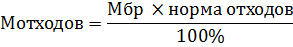 Мотходов = Мбр × норма отходов / 100%